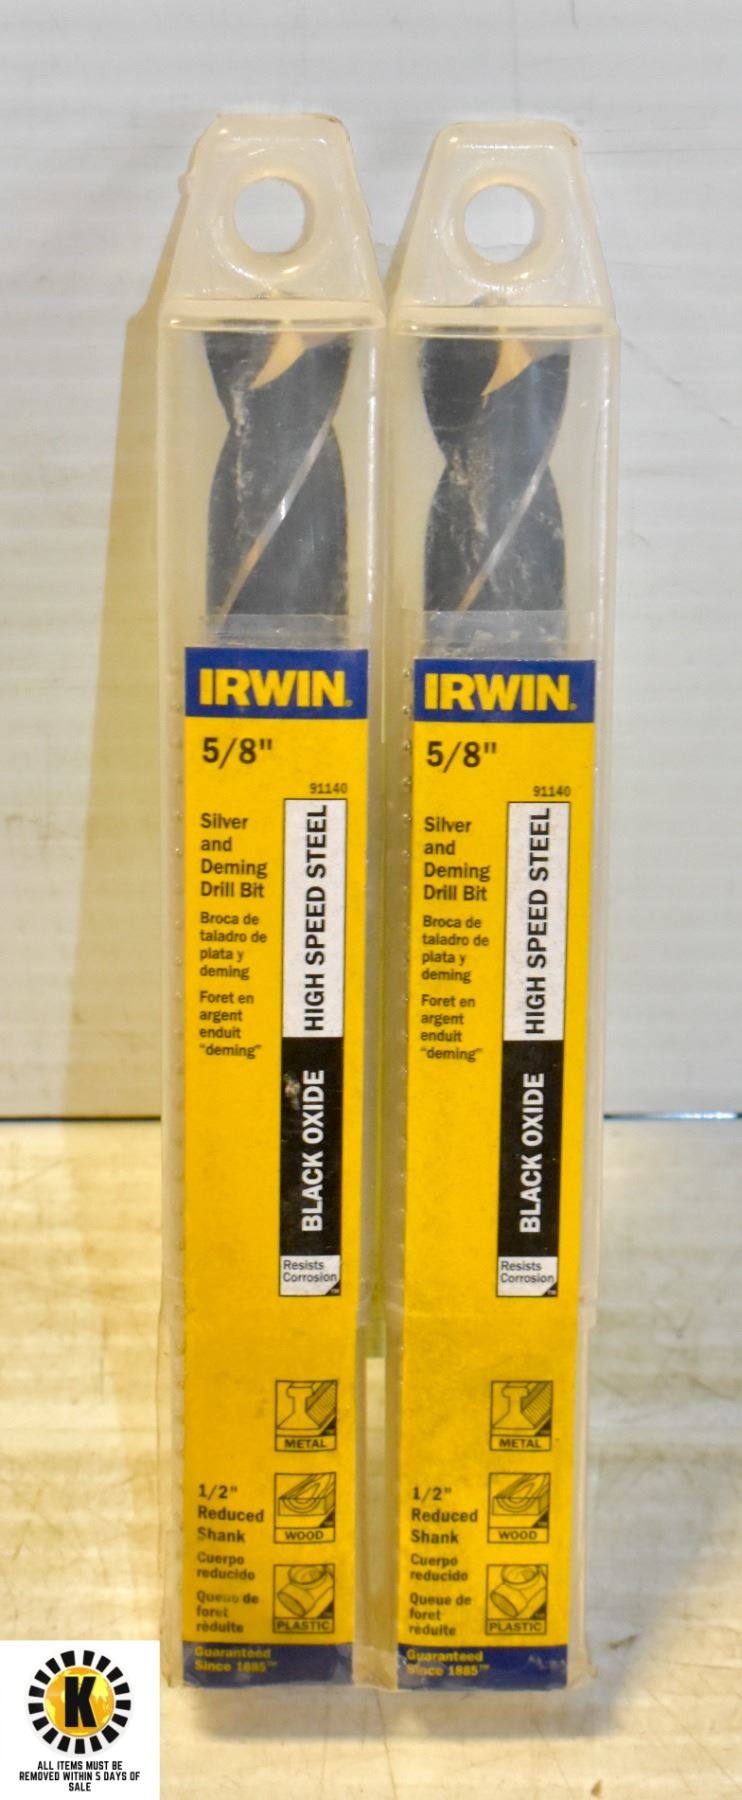 IRWIN.
5/8"
91140
Silver
and
Deming
Drill Bit
Broca de
taladro de
plata y
deming
Foret en
argent
enduit
"deming"
HIGH SPEED STEEL
BLACK OXIDE
Resists
Corrosion
METAL
1/2"
Reduced
Shank
WOOD
Cuerpo
reducido
Queue de
foret
réduite
PLASTIC
Guaranteed
Since 1885™
IRWIN.
5/8"
91140
Silver
and
Deming
Drill Bit
Broca de
taladro de
plata y
deming
Foret en
argent
enduit
"deming"
HIGH SPEED STEEL
BLACK OXIDE
Resists
Corrosion
METAL
1/2"
Reduced
Shank
WOOD
Cuerpo
reducido
Queue de
foret
réduite
PLASTIC
Guaranteed
Since 1885™
K
ALL ITEMS MUST BE
REMOVED WITHIN 5 DAYS OF
SALE